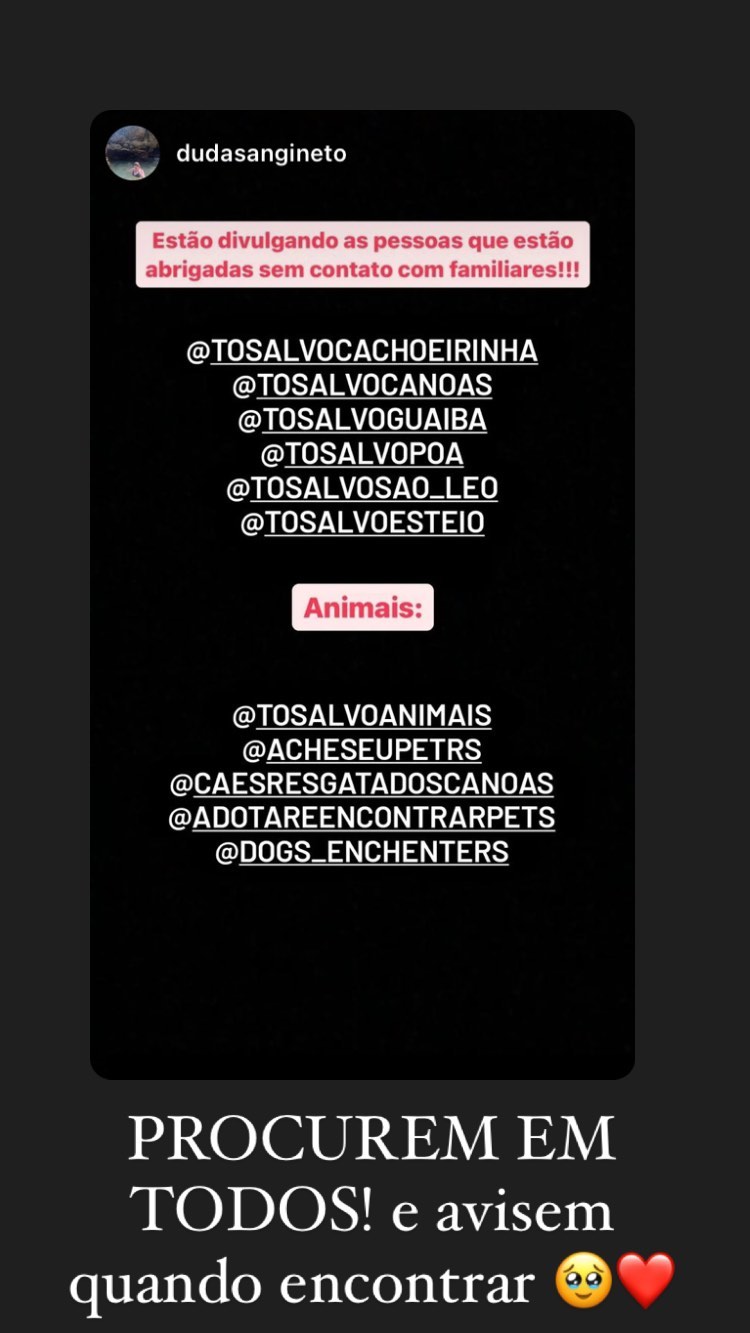 dudasangineto
Estão divulgando as pessoas que estão
abrigadas sem contato com familiares!!!
@TOSALVOCACHOEIRINHA
@TOSALVOCANOAS
@TOSALVOGUAIBA
@TOSALVOPOA
@TOSALVOSAO_LEO
@TOSALVOESTEIO
Animais:
@TOSALVOANIMAIS
@ACHESEUPETRS
@CAESRESGATADOSCANOAS
@ADOTAREENCONTRARPETS
@DOGS_ENCHENTERS
PROCUREM EM
TODOS! e avisem
quando encontrar 🥹❤️